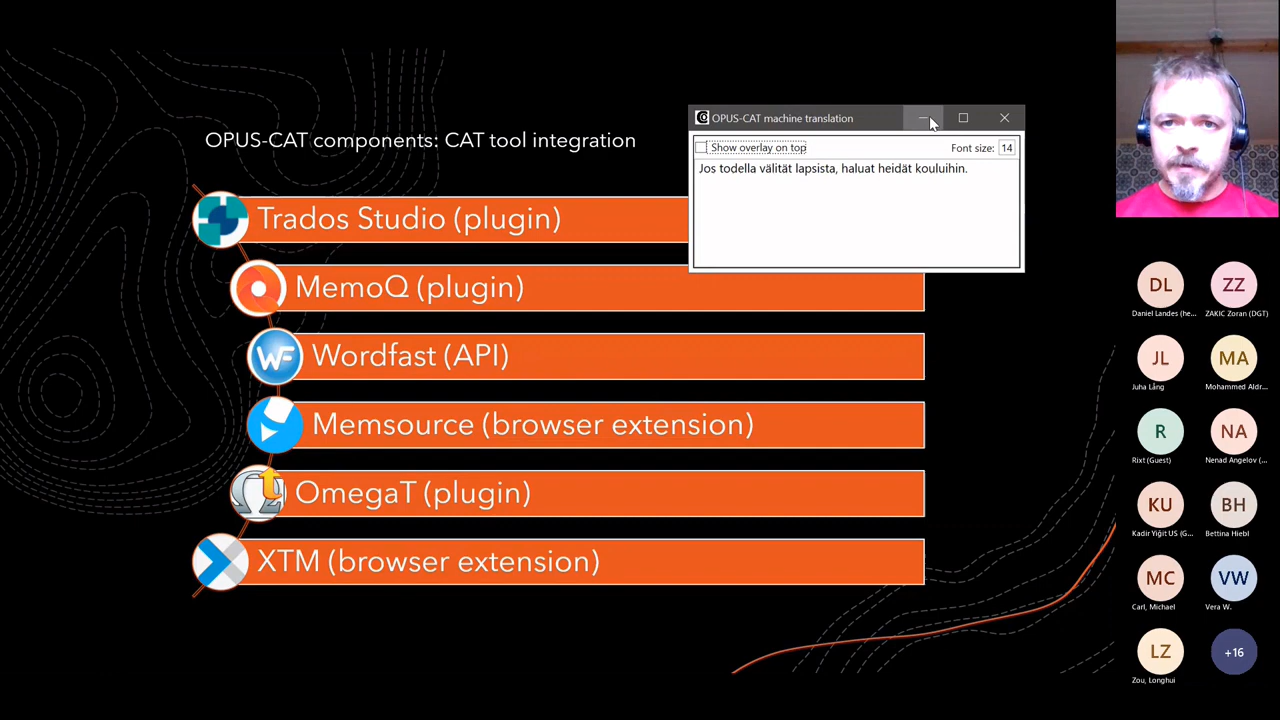 OPUS-CAT components: CAT tool integration
Trados Studio (plugin)
MemoQ (plugin)
Wordfast (API)
Memsource (browser extension)
OmegaT (plugin)
XTM (browser extension)
OPUS-CAT machine translation
Show overlay on top
Font size: 14
Jos todella välität lapsista, haluat heidät kouluihin.
WF
DL
ZZ
Daniel Landes (he...
ZAKIC Zoran (DGT)
JL
MA
Juha Lång
Mohammed Aldr...
R
NA
Rixt (Guest)
Nenad Angelov (...
KU
BH
Kadir Yiğit US (G...
Bettina Hiebl
MC
VW
Carl, Michael
Vera W.
LZ
+16
Zou, Longhui